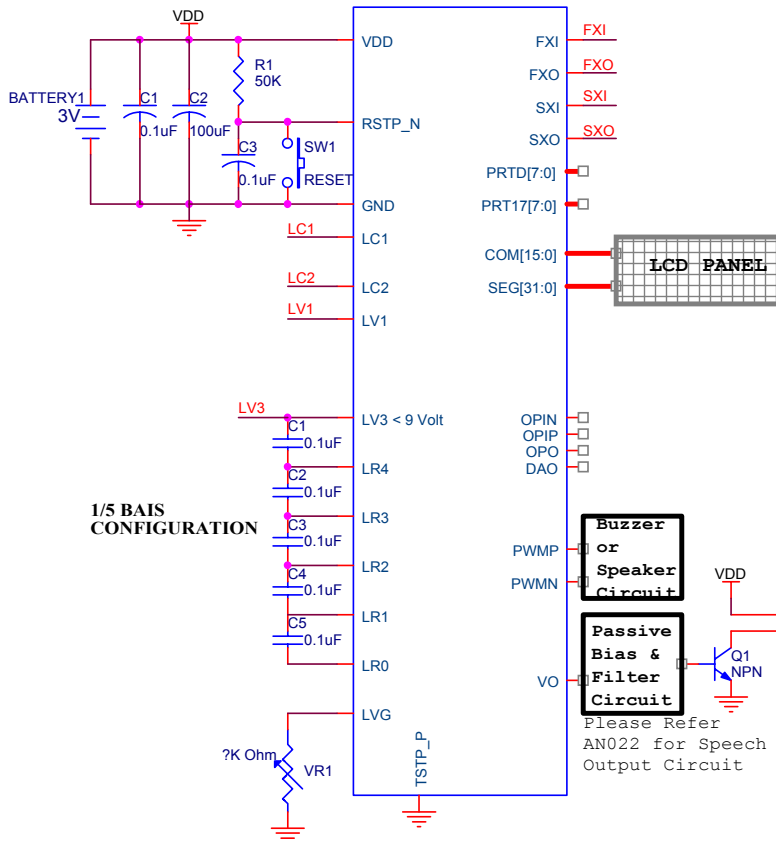 VDD
BATTERY1
3V
C1
0.1uF
C2
100uF
R1
50K
C3
0.1uF
SW1
RESET
VDD
RSTP_N
GND
LC1
LC1
LC2
LC2
LV1
LV1
LV3
LV3 < 9 Volt
C1
0.1uF
LR4
C2
0.1uF
LR3
1/5 BAIS
CONFIGURATION
C3
0.1uF
LR2
C4
0.1uF
LR1
C5
0.1uF
LR0
LVG
?K Ohm
VR1
TSTP_P
FXI
FXI
FXO
FXO
SXI
SXI
SXO
SXO
PRTD[7:0]
PRT17[7:0]
COM[15:0]
SEG[31:0]
LCD PANEL
OPIN
OPIP
OPO
DAO
PWMP
PWMN
Buzzer
or
Speaker
Circuit
VO
Passive
Bias &
Filter
Circuit
VDD
Q1
NPN
Please Refer
AN022 for Speech
Output Circuit